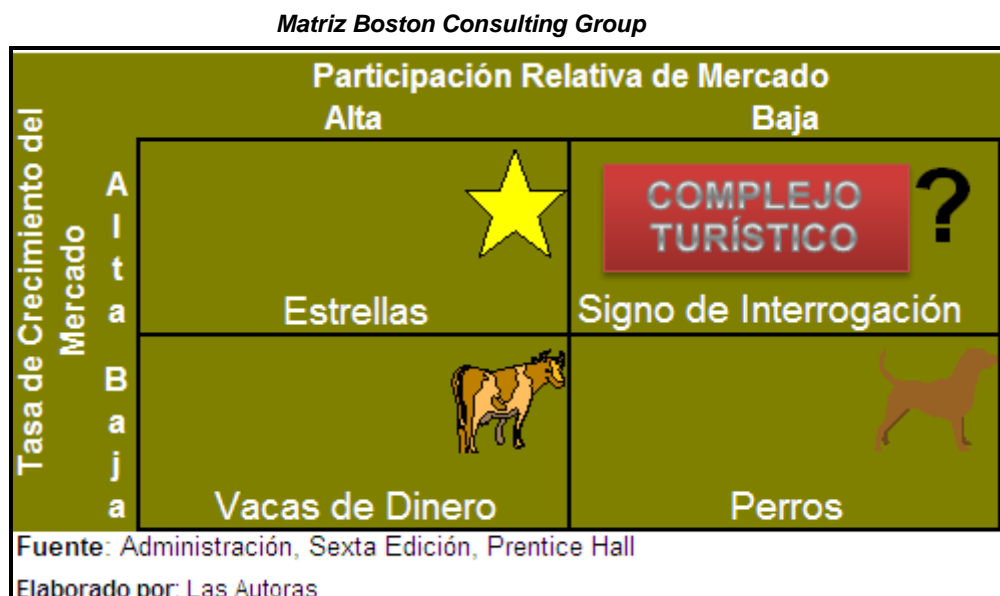 Matriz Boston Consulting Group
Participación Relativa de Mercado
Alta
Baja
Tasa de Crecimiento del
Mercado
Alta
COMPLEJO
TURÍSTICO
?
Estrellas
Signo de Interrogación
Baja
Vacas de Dinero
Perros
Fuente: Administración, Sexta Edición, Prentice Hall
Elaborado por: Las Autoras